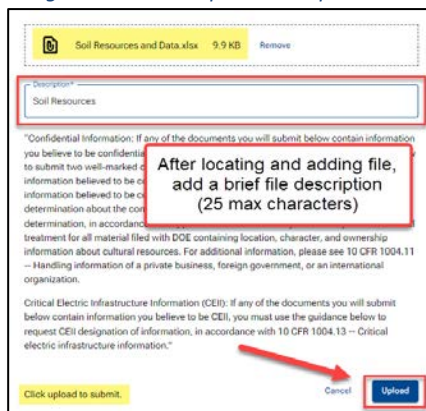 Soil Resources and Data.xlsx 9.9 KB Remove
Description*
Soil Resources
"Confidential Information: If any of the documents you will submit below contain information
you believe to be confidential
to submit two well-marked
information believed to be
information believed to be
determination about the
determination, in accordance
treatment for all material filed with DOE containing location, character, and ownership
information about cultural resources. For additional information, please see 10 CFR 1004.11
-- Handling information of a private business, foreign government, or an international
organization.
After locating and adding file,
add a brief file description
(25 max characters)
Critical Electric Infrastructure Information (CEII): If any of the documents you will submit
below contain information you believe to be CEII, you must use the guidance below to
request CEII designation of information, in accordance with 10 CFR 1004.13 -- Critical
electric infrastructure information."
Click upload to submit.
Cancel Upload